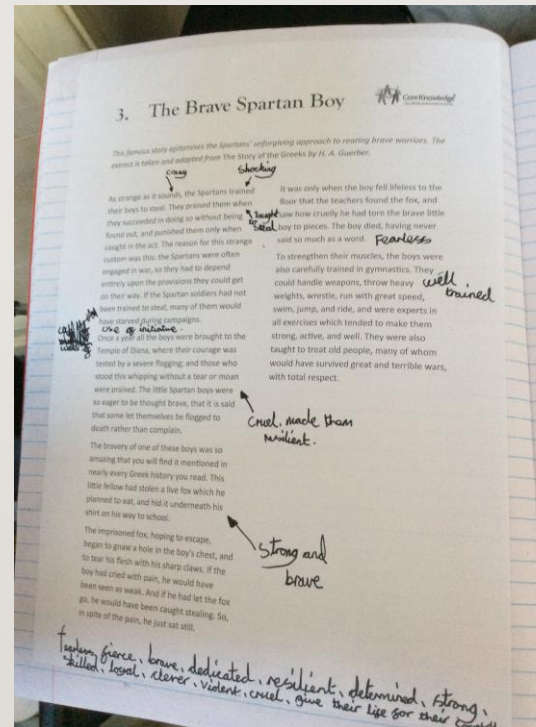 3. The Brave Spartan Boy
Core Knowledge
This famous story epitomises the Spartans' unforgiving approach to rearing brave warriors. The
extract is taken and adapted from The Story of the Greeks by H. A. Guerber.
crazy
shocking
As strange as it sounds, the Spartans trained
their boys to steal. They praised them when
they succeeded in doing so without being
found out, and punished them only when
caught in the act. The reason for this strange
custom was this: the Spartans were often
engaged in war, so they had to depend
entirely upon the provisions they could get
on their way. If the Spartan soldiers had not
been trained to steal, many of them would
have starved during campaigns.
Taught
to
steal
use of initiative.
Once a year all the boys were brought to the
Temple of Diana, where their courage was
tested by a severe flogging; and those who
stood this whipping without a tear or moan
were praised. The little Spartan boys were
so eager to be thought brave, that it is said
that some let themselves be flogged to
death rather than complain.
cruel, made them
resilient.
The bravery of one of these boys was so
amazing that you will find it mentioned in
nearly every Greek history you read. This
little fellow had stolen a live fox which he
planned to eat, and hid it underneath his
shirt on his way to school.
strong and
brave
The imprisoned fox, hoping to escape,
began to gnaw a hole in the boy's chest, and
to tear his flesh with his sharp claws. If the
boy had cried with pain, he would have
been seen as weak. And if he had let the fox
go, he would have been caught stealing. So,
in spite of the pain, he just sat still.
It was only when the boy fell lifeless to the
floor that the teachers found the fox, and
saw how cruelly he had torn the brave little
boy to pieces. The boy died, having never
said so much as a word.
Fearless
To strengthen their muscles, the boys were
also carefully trained in gymnastics. They
could handle weapons, throw heavy
weights, wrestle, run with great speed,
swim, jump, and ride, and were experts in
all exercises which tended to make them
strong, active, and well. They were also
taught to treat old people, many of whom
would have survived great and terrible wars,
with total respect.
well
trained
fearless, fierce, brave, dedicated, resilient, determined, strong,
skilled, loyal, clever, violent, cruel, give their life for their